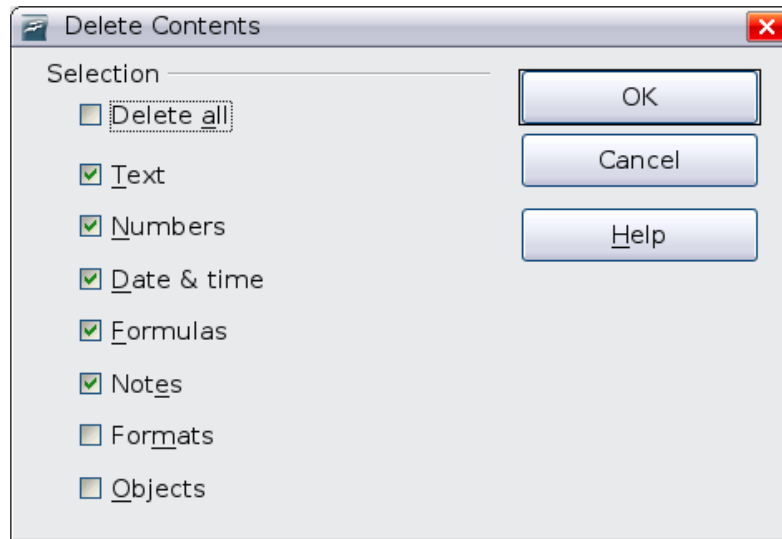 Delete Contents
Selection
Delete all
Text
Numbers
Date & time
Formulas
Notes
Formats
Objects
OK
Cancel
Help